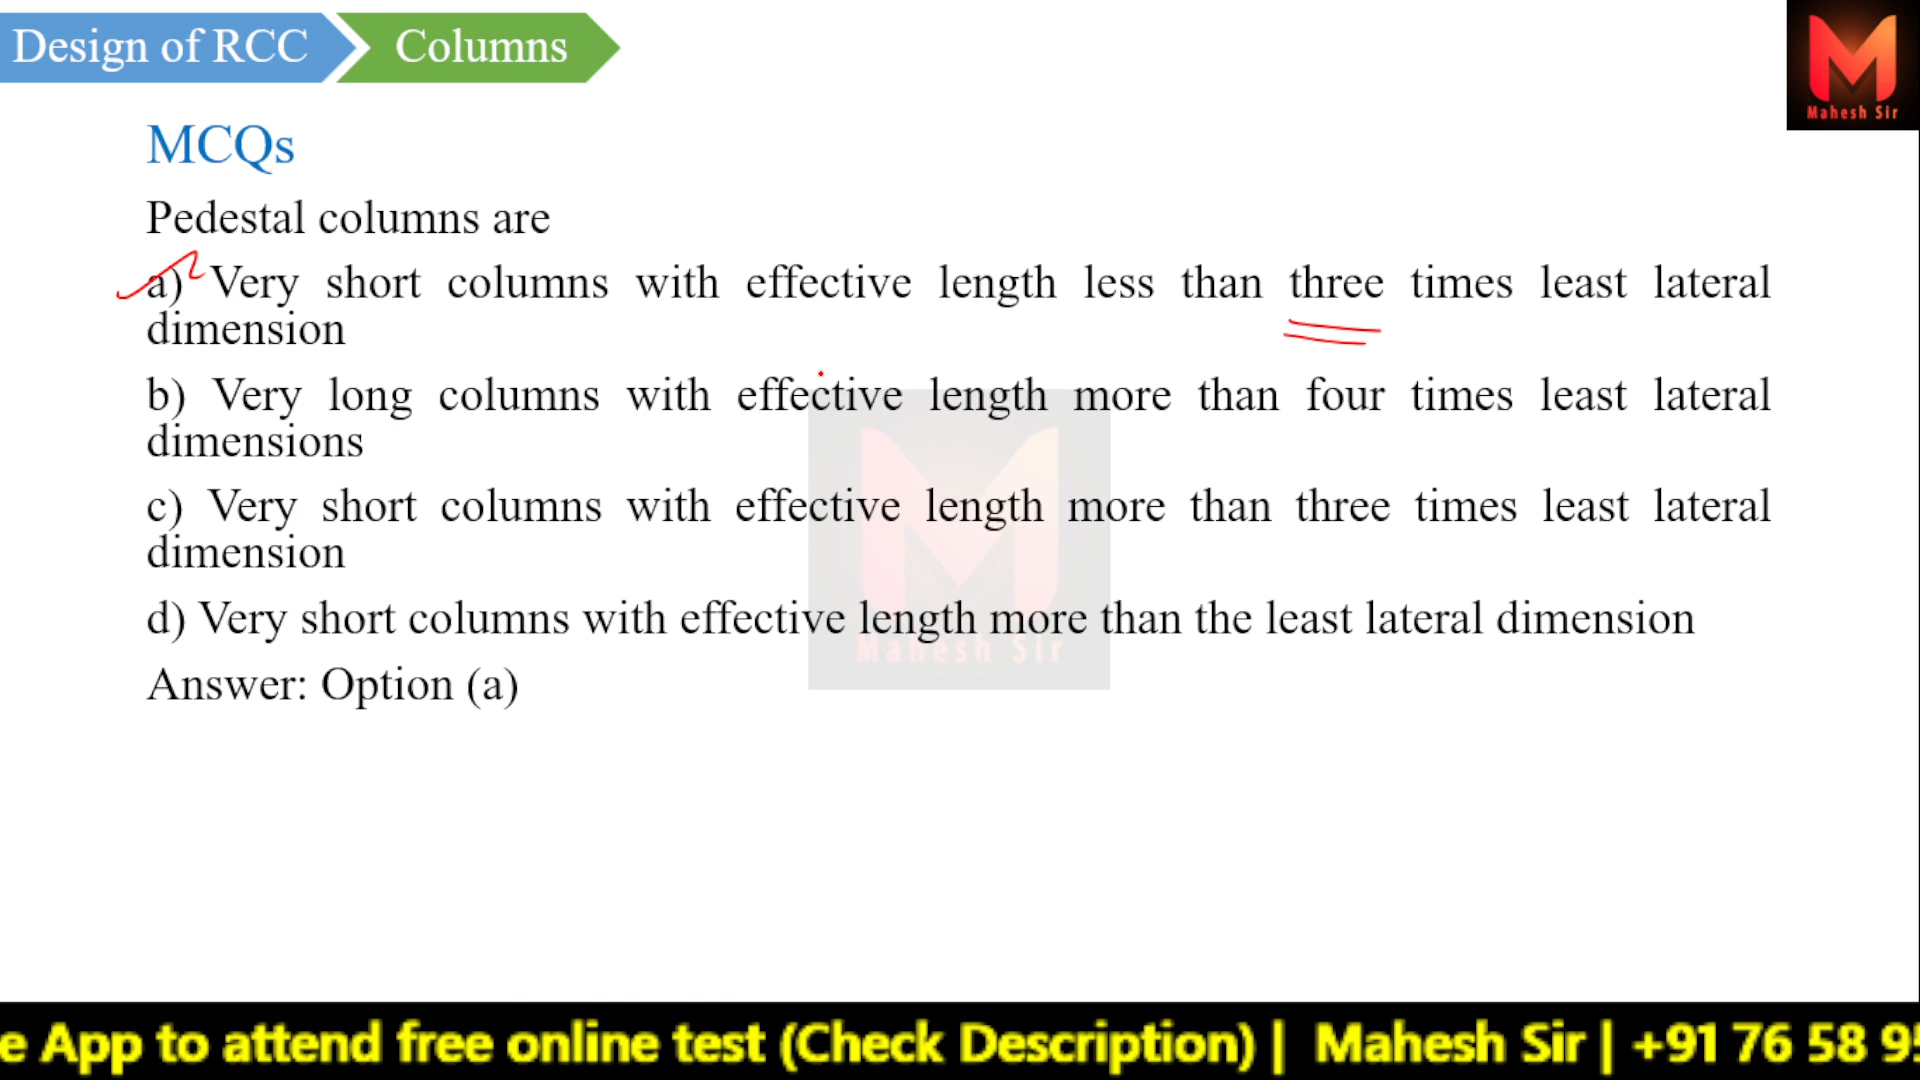 Design of RCC
Columns
Mahesh Sir
MCQs
Pedestal columns are
a) Very short columns with effective length less than three times least lateral
dimension
b) Very long columns with effective length more than four times least lateral
dimensions
c) Very short columns with effective length more than three times least lateral
dimension
d) Very short columns with effective length more than the least lateral dimension
Mahesh Sir
Answer: Option (a)
e App to attend free online test (Check Description) | Mahesh Sir | +91 76 58 95